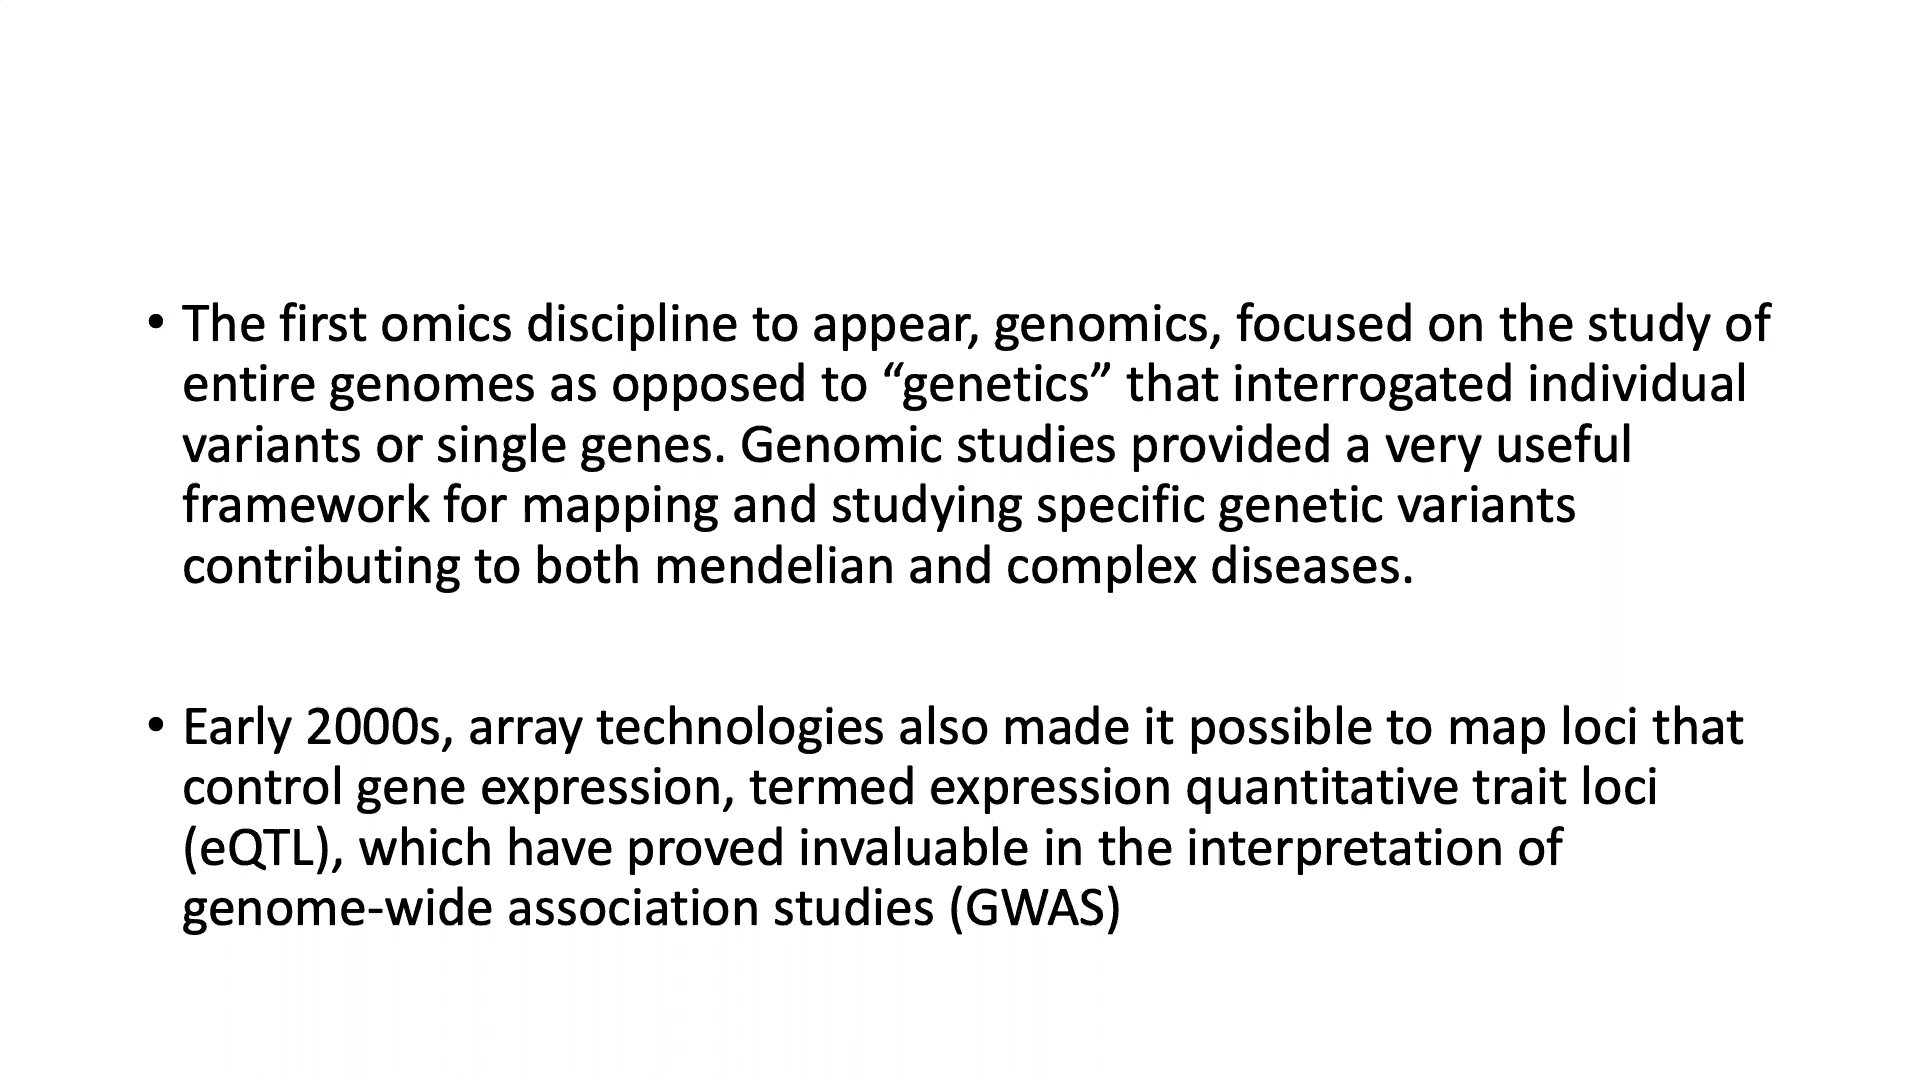 • The first omics discipline to appear, genomics, focused on the study of
entire genomes as opposed to “genetics” that interrogated individual
variants or single genes. Genomic studies provided a very useful
framework for mapping and studying specific genetic variants
contributing to both mendelian and complex diseases.
• Early 2000s, array technologies also made it possible to map loci that
control gene expression, termed expression quantitative trait loci
(eQTL), which have proved invaluable in the interpretation of
genome-wide association studies (GWAS)